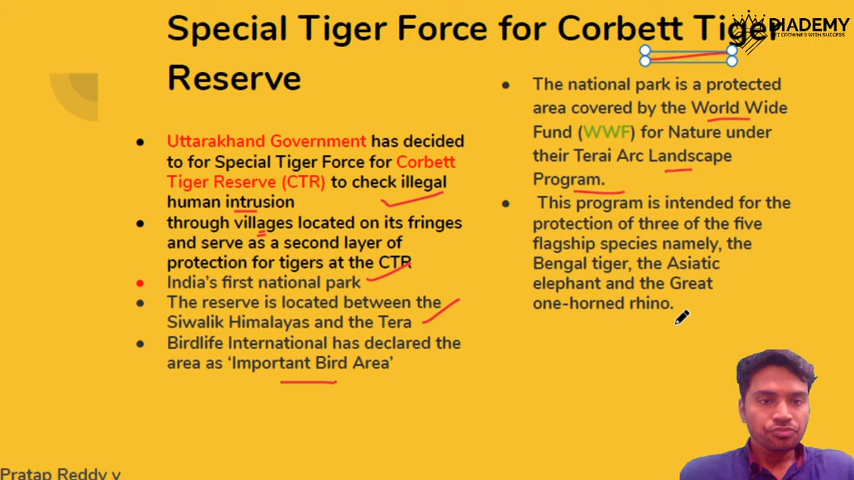 Special Tiger Force for Corbett Tiger
Reserve
DIADEMY
GET CROWNED WITH SUCCESS
● Uttarakhand Government has decided
to for Special Tiger Force for Corbett
Tiger Reserve (CTR) to check illegal
human intrusion
● through villages located on its fringes
and serve as a second layer of
protection for tigers at the CTR
● India's first national park
● The reserve is located between the
Siwalik Himalayas and the Tera
● Birdlife International has declared the
area as ‘Important Bird Area’
● The national park is a protected
area covered by the World Wide
Fund (WWF) for Nature under
their Terai Arc Landscape
Program.
● This program is intended for the
protection of three of the five
flagship species namely, the
Bengal tiger, the Asiatic
elephant and the Great
one-horned rhino.
Pratap Reddy y